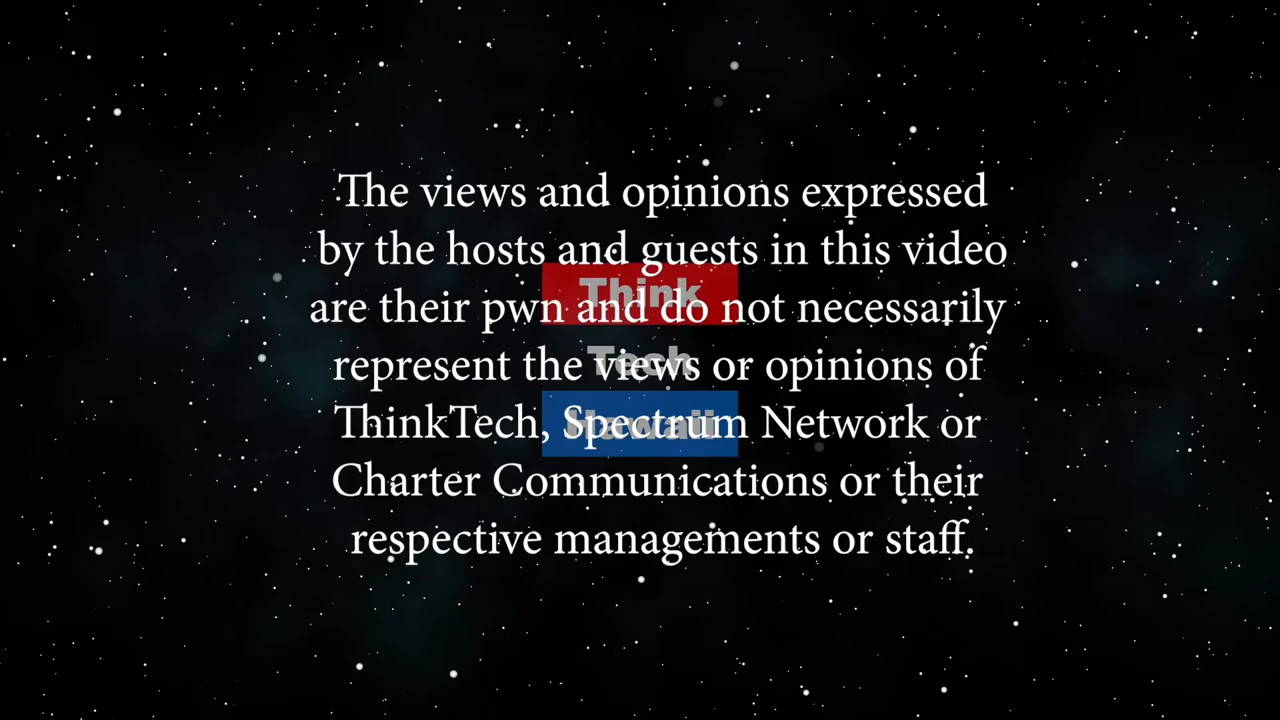 The views and opinions expressed
by the hosts and guests in this video
Think
are their pwn and do not necessarily
Tech
represent the views or opinions of
Hawaii
ThinkTech, Spectrum Network or
Charter Communications or their
respective managements or staff.